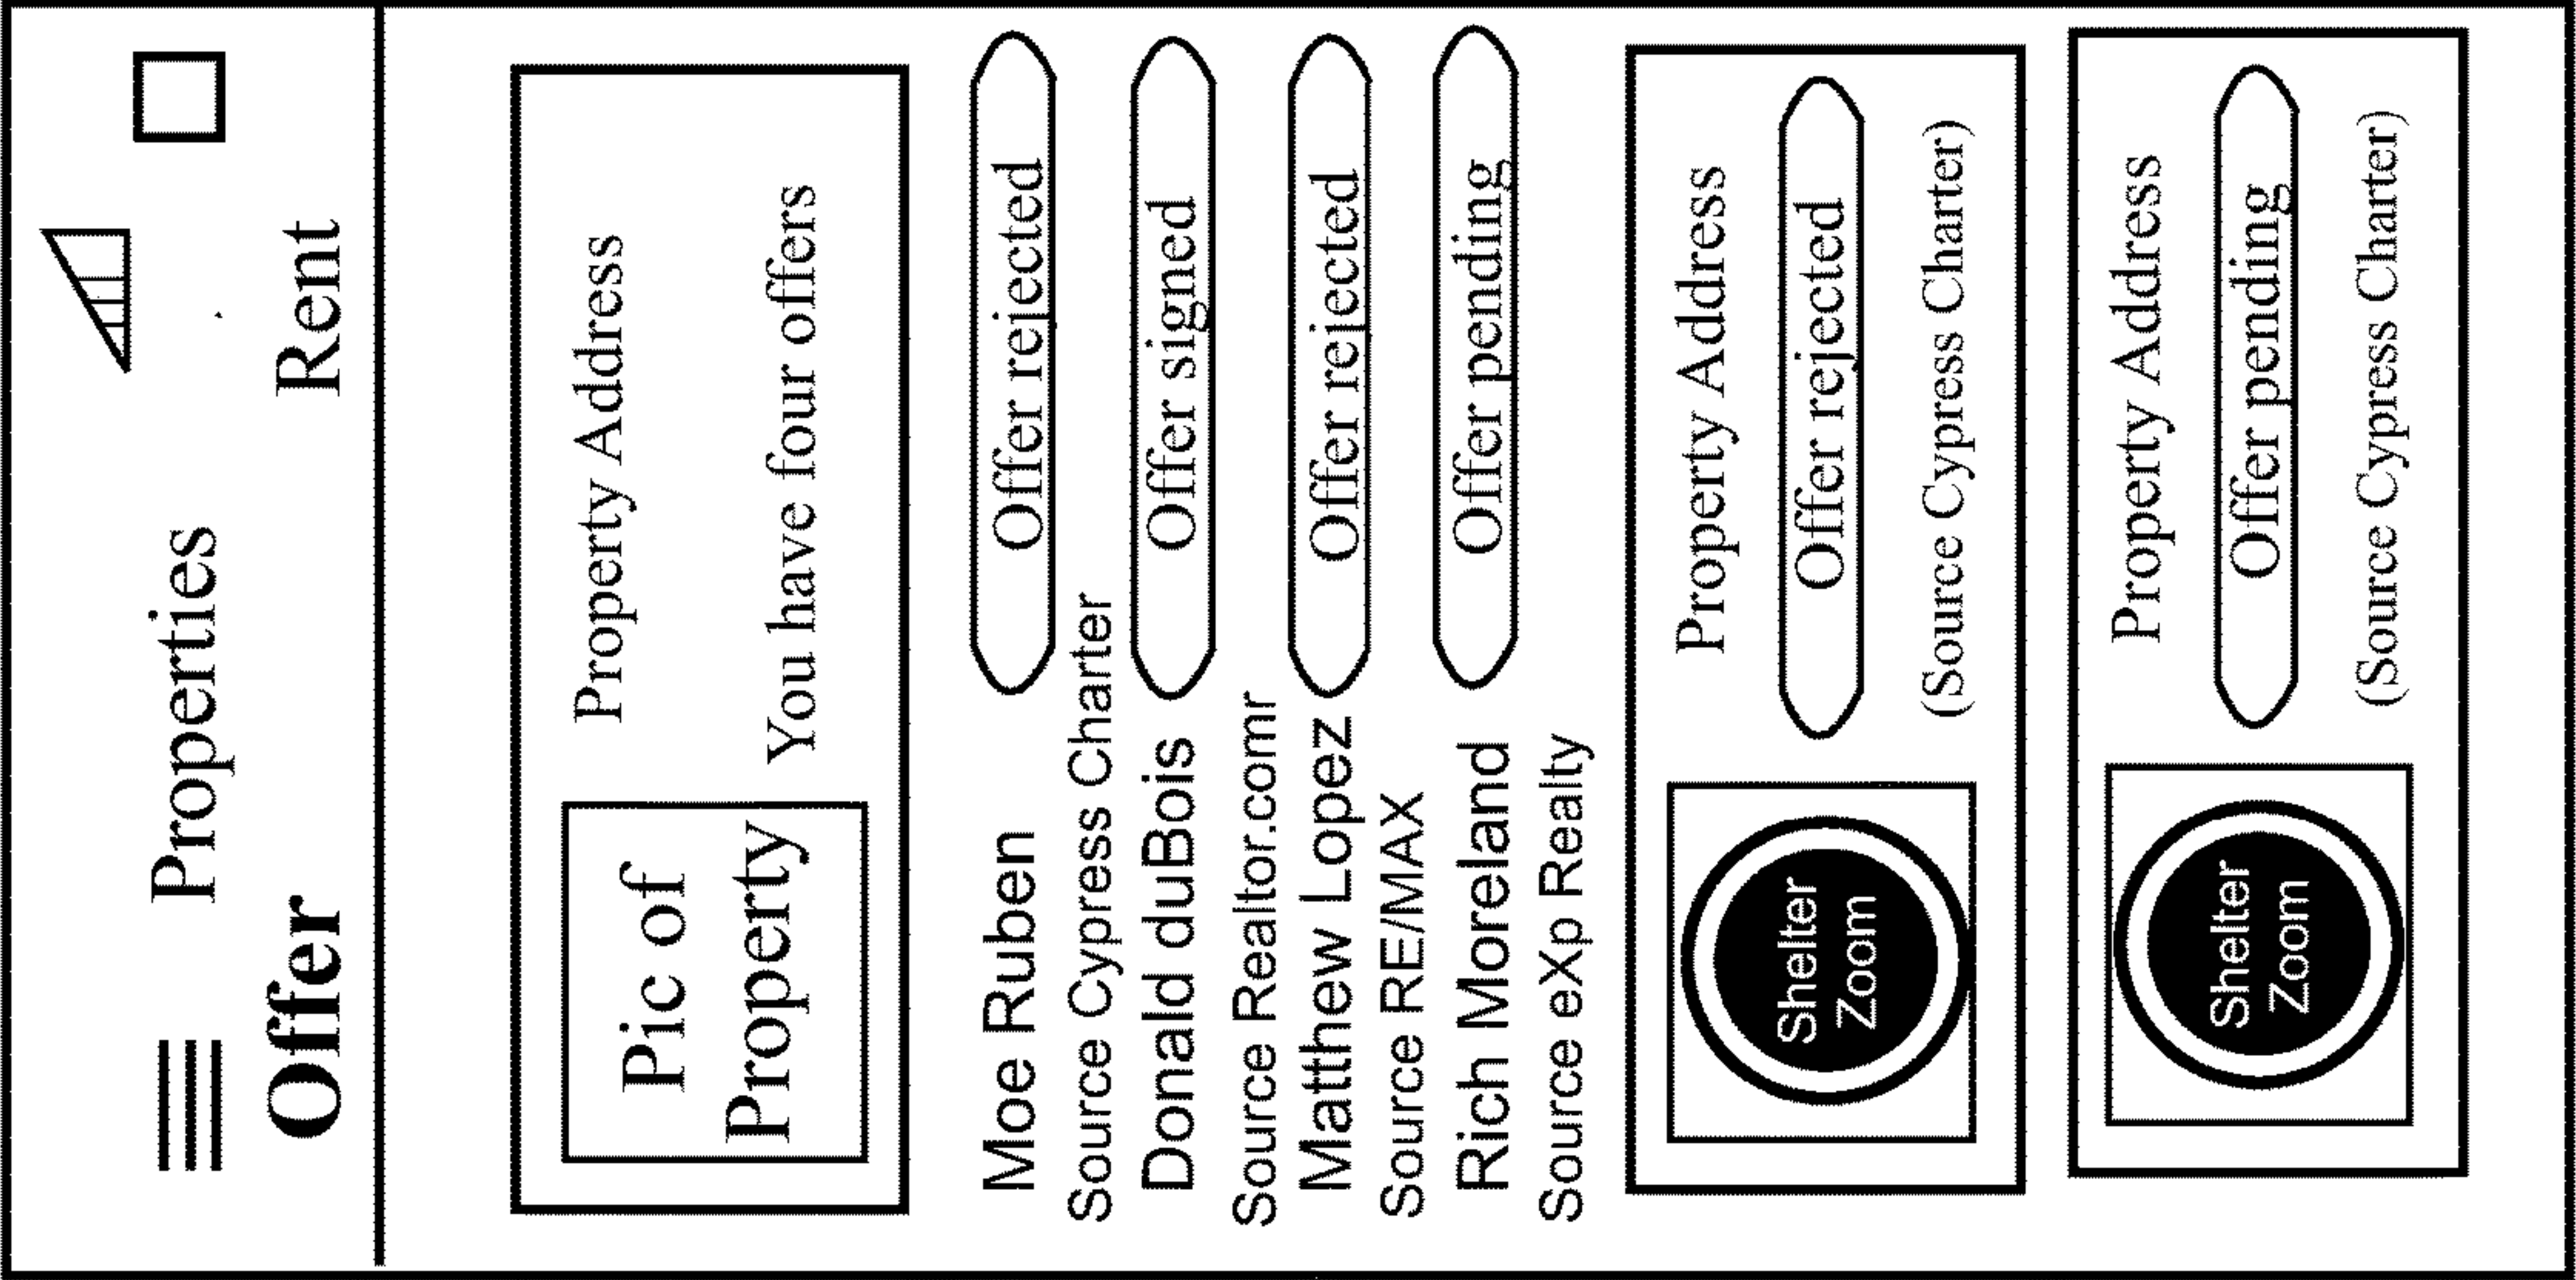 Properties
Offer Rent
Property Address
Pic of
Property
You have four offers
Moe Ruben Offer rejected
Source Cypress Charter
Donald duBois Offer signed
Source Realtor.comr
Matthew Lopez Offer rejected
Source RE/MAX
Rich Moreland Offer pending
Source eXp Realty
Property Address
Shelter
Zoom
Offer rejected
(Source Cypress Charter)
Property Address
Shelter
Zoom
Offer pending
(Source Cypress Charter)